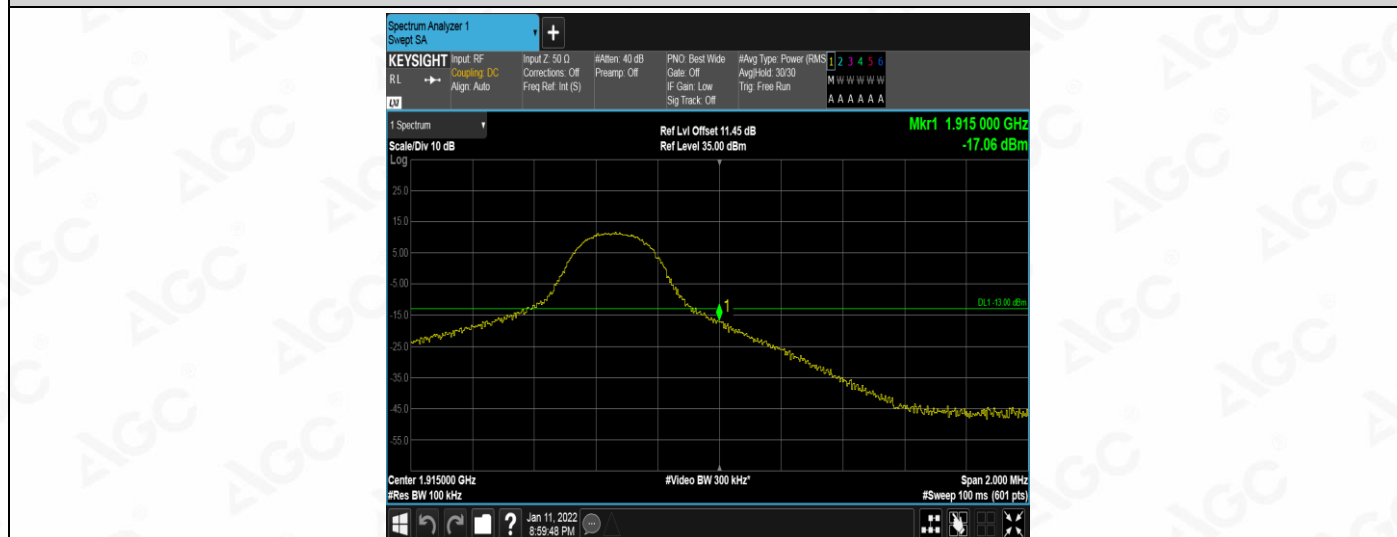 Spectrum Analyzer 1
Swept SA
+
KEYSIGHT Input: RF Input Z: 50 Ω #Atten: 40 dB PNO: Best Wide #Avg Type: Power (RMS 1 2 3 4 5 6
RL Coupling: DC Corrections: Off Preamp: Off Gate: Off Avg|Hold: 30/30 M W W W W W
Align: Auto Freq Ref: Int (S) IF Gain: Low Trig: Free Run
LXI Sig Track: Off A A A A A A
1 Spectrum
Ref Lvl Offset 11.45 dB Mkr1 1.915 000 GHz
Scale/Div 10 dB Ref Level 35.00 dBm -17.06 dBm
Log
25.0
15.0
5.00
-5.00
1 DL1 -13.00 dBm
-15.0
-25.0
-35.0
-45.0
-55.0
Center 1.915000 GHz #Video BW 300 kHz* Span 2.000 MHz
#Res BW 100 kHz #Sweep 100 ms (601 pts)
? Jan 11, 2022
8:59:48 PM
AGC